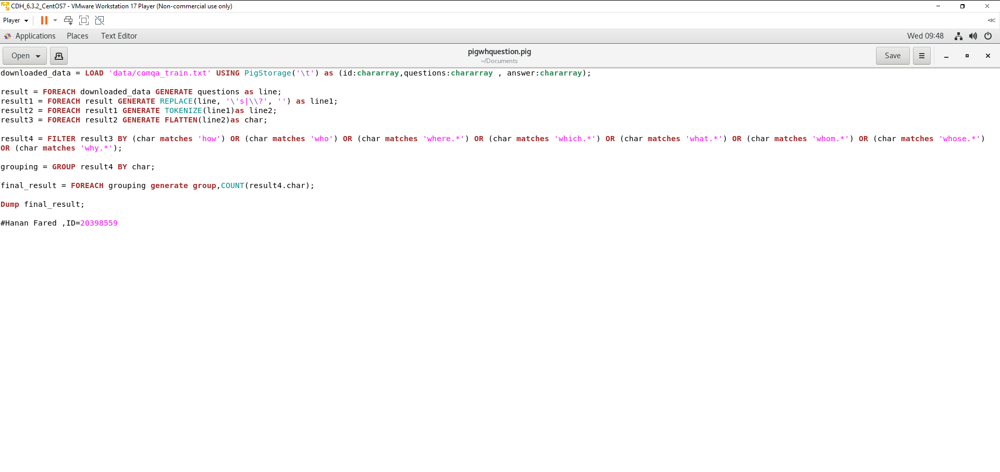 CDH_6.3.2_CentOS7 - VMware Workstation 17 Player (Non-commercial use only)
Player
Applications Places Text Editor Wed 09:48
Open pigwhquestion.pig Save
~/Documents
downloaded_data = LOAD 'data/comqa_train.txt' USING PigStorage('\t') as (id:chararray,questions:chararray , answer:chararray);
result = FOREACH downloaded_data GENERATE questions as line;
result1 = FOREACH result GENERATE REPLACE(line, '\'s|\\?', '') as line1;
result2 = FOREACH result1 GENERATE TOKENIZE(line1)as line2;
result3 = FOREACH result2 GENERATE FLATTEN(line2)as char;
result4 = FILTER result3 BY (char matches 'how') OR (char matches 'who') OR (char matches 'where.*') OR (char matches 'which.*') OR (char matches 'what.*') OR (char matches 'whom.*') OR (char matches 'whose.*')
OR (char matches 'why.*');
grouping = GROUP result4 BY char;
final_result = FOREACH grouping generate group,COUNT(result4.char);
Dump final_result;
#Hanan Fared ,ID=20398559